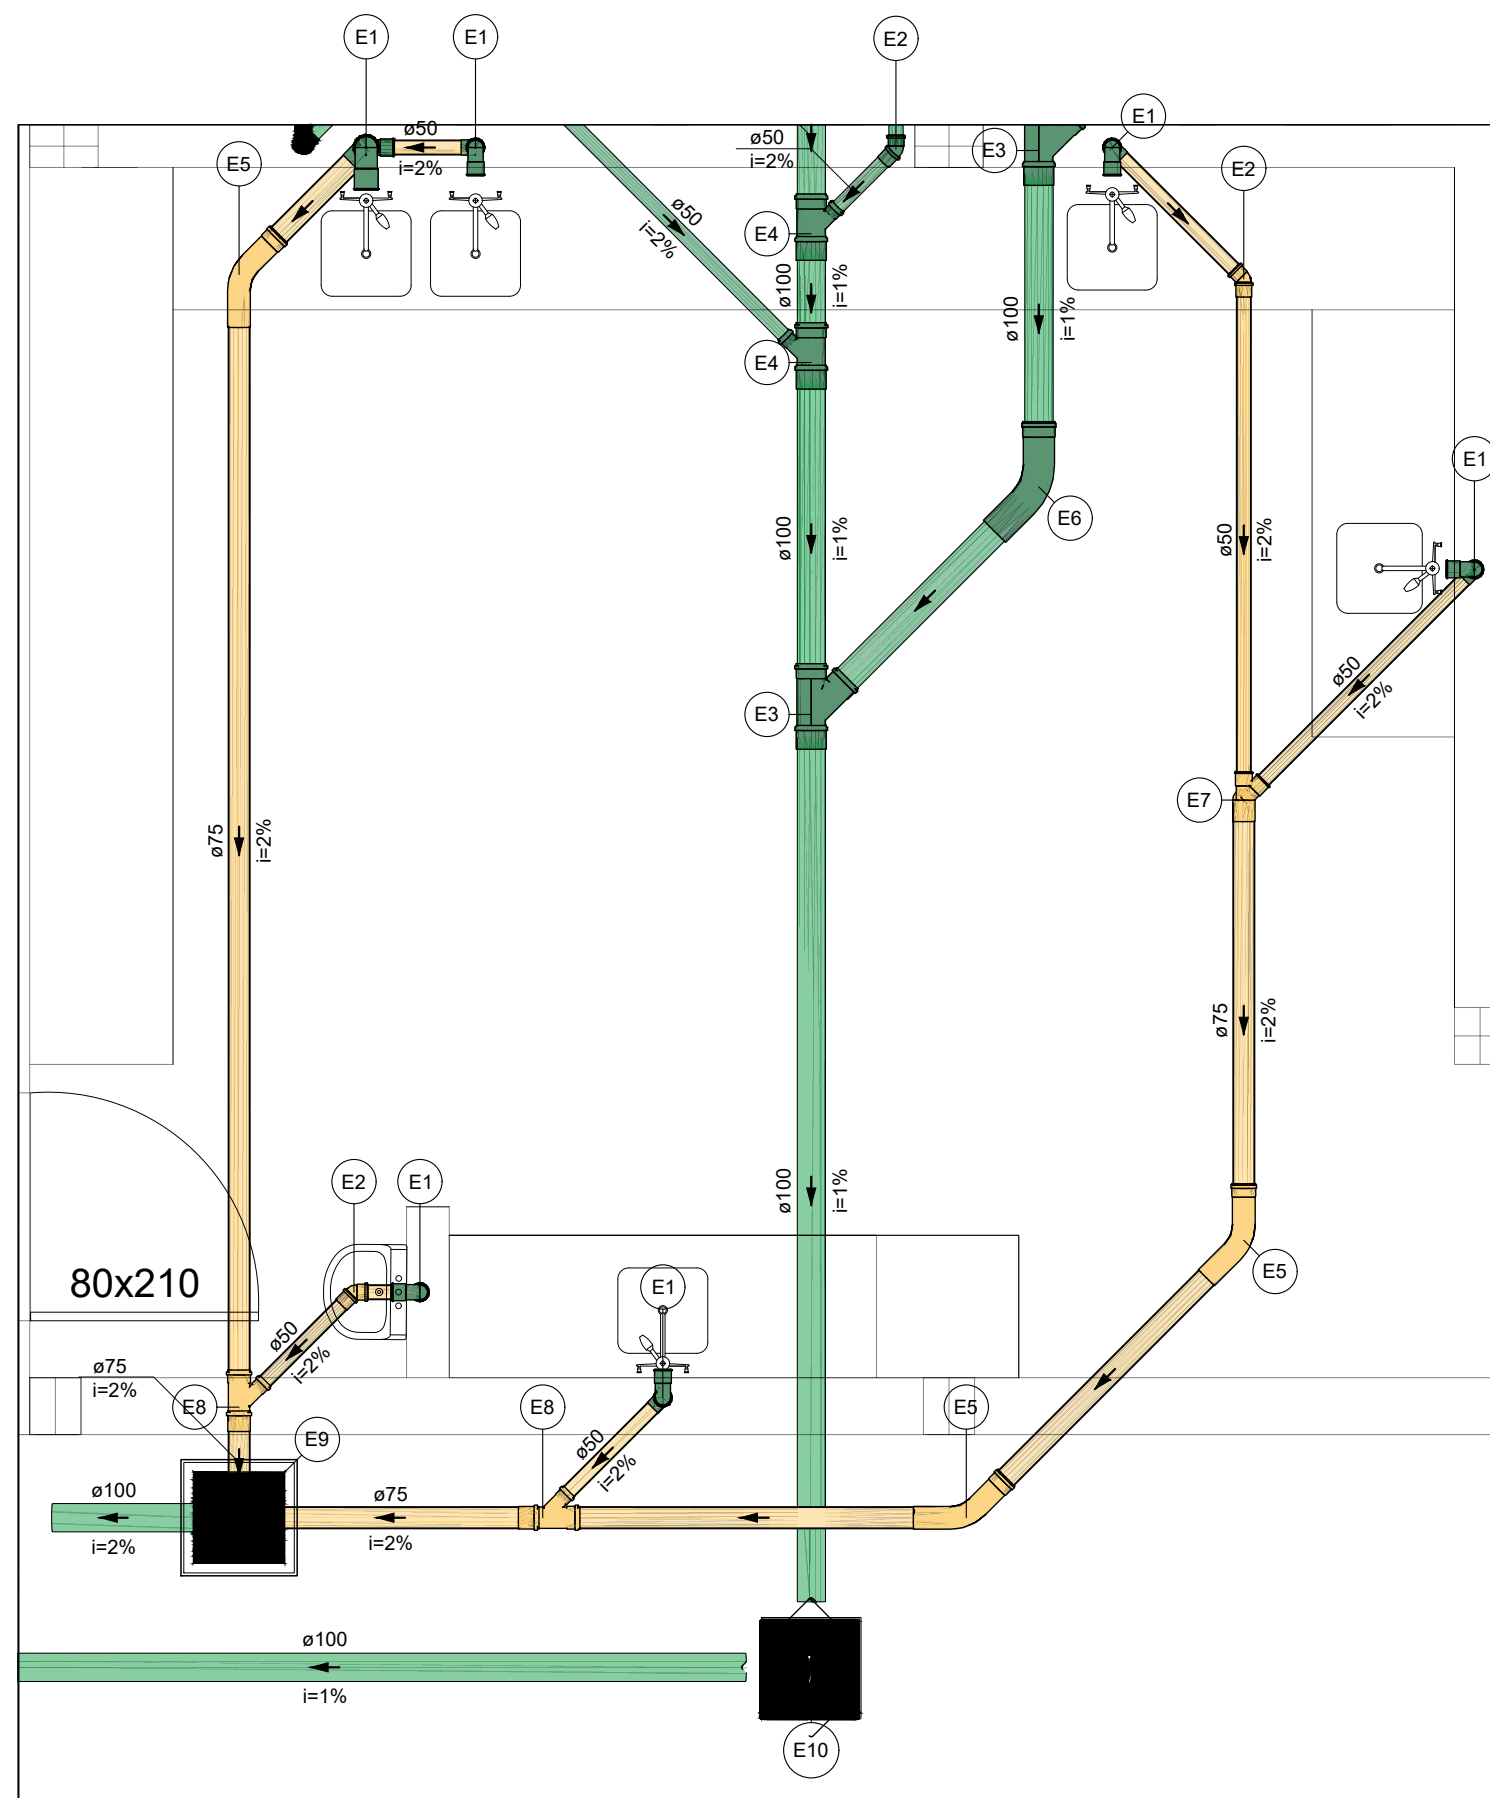 E1
E1
E2
E1
ø50
i=2%
ø50
i=2%
E3
E5
E2
ø50
i=2%
E4
ø100
i=1%
ø100
i=1%
E4
E1
E6
ø100
i=1%
ø50
i=2%
ø50
i=2%
E3
E7
ø75
i=2%
ø75
i=2%
E2
E1
ø100
i=1%
E5
80x210
E1
ø50
i=2%
ø75
i=2%
E8
E8
E5
E9
ø50
i=2%
ø100
i=2%
ø75
i=2%
ø100
i=1%
E10